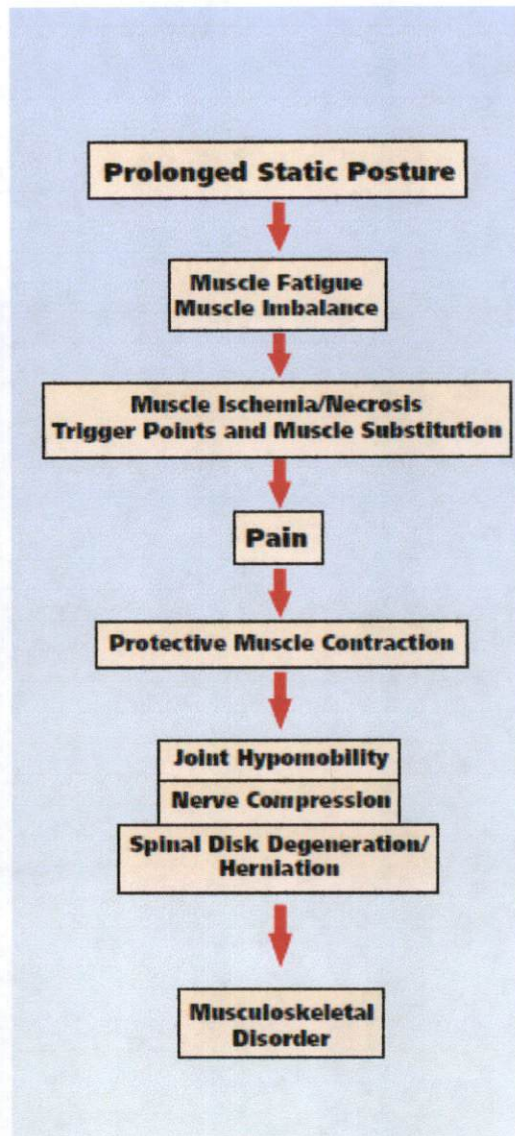 Prolonged Static Posture
Muscle Fatigue
Muscle Imbalance
Muscle Ischemia/Necrosis
Trigger Points and Muscle Substitution
Pain
Protective Muscle Contraction
Joint Hypomobility
Nerve Compression
Spinal Disk Degeneration/
Herniation
Musculoskeletal
Disorder